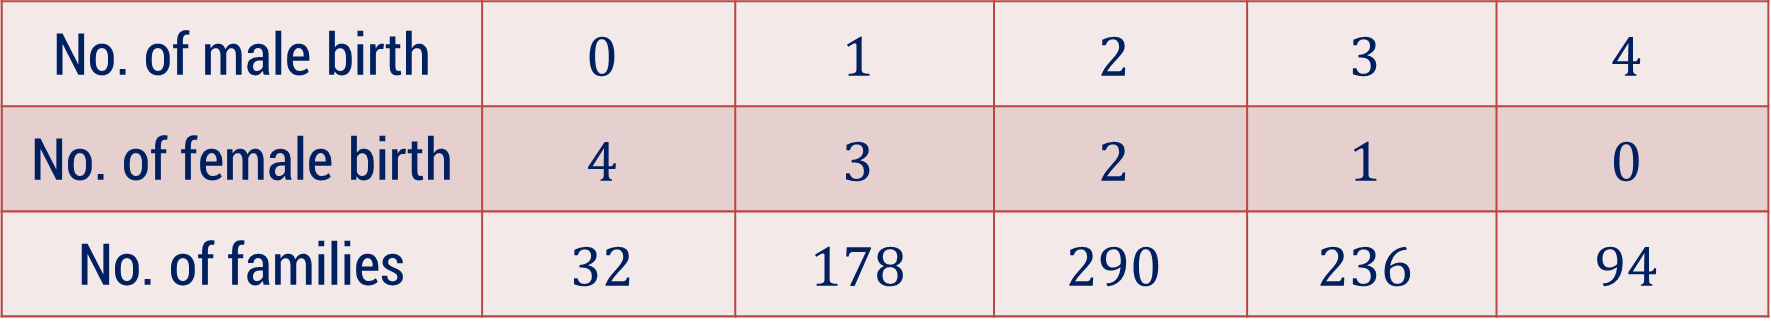 No. of male birth 0 1 2 3 4
No. of female birth 4 3 2 1 0
No. of families 32 178 290 236 94